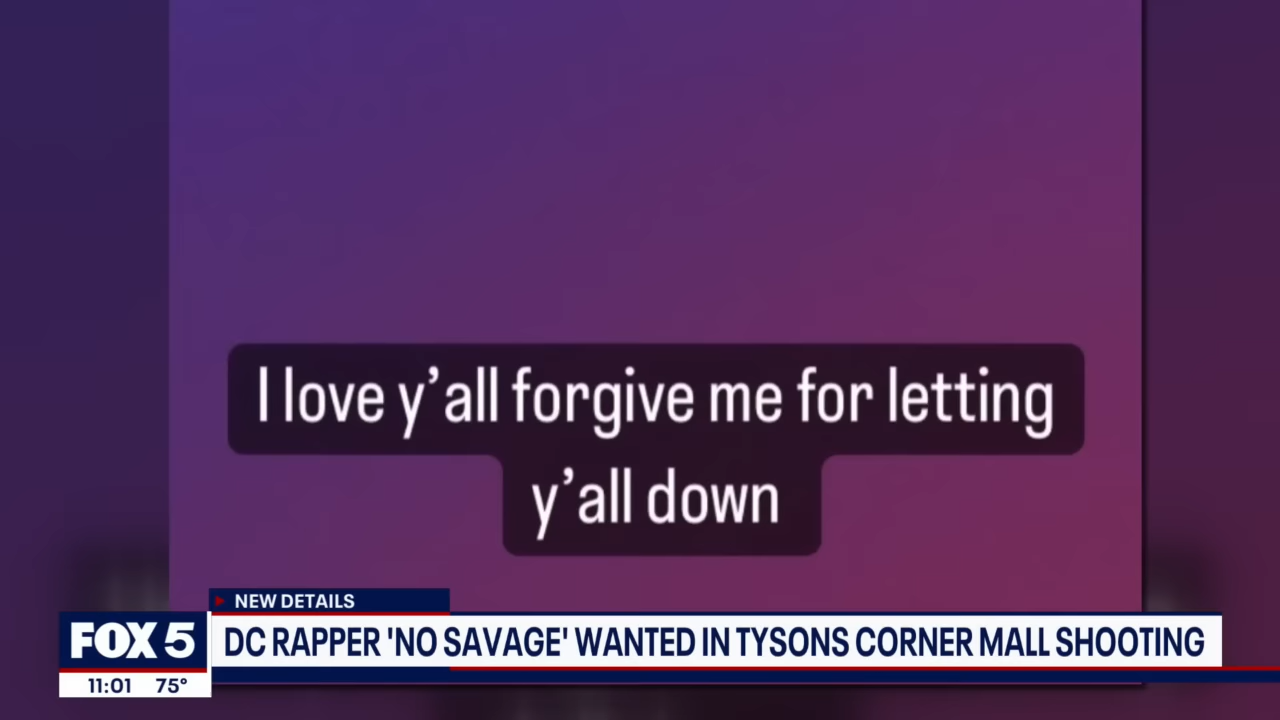 I love y’all forgive me for letting
y’all down
NEW DETAILS
FOX 5
DC RAPPER 'NO SAVAGE' WANTED IN TYSONS CORNER MALL SHOOTING
11:01 75°